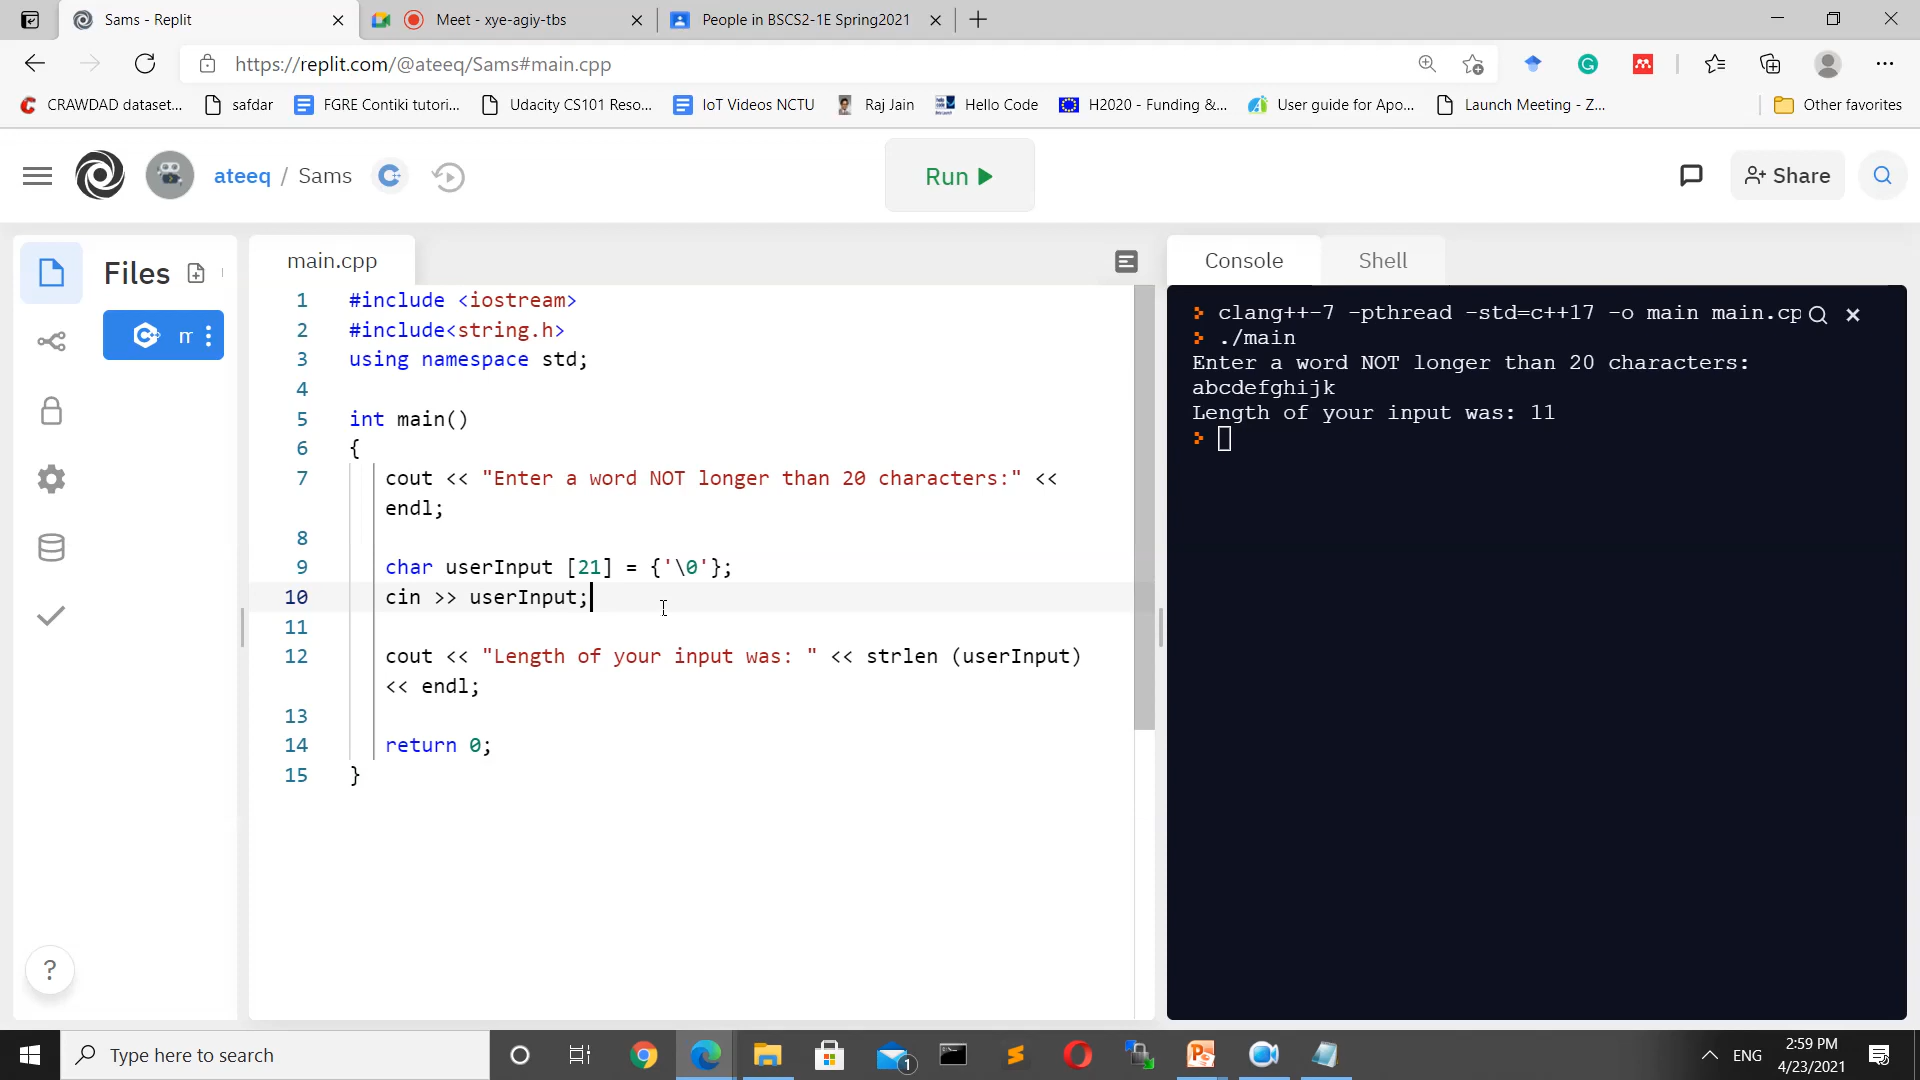 Sams - Replit
Meet - xye-agiy-tbs
People in BSCS2-1E Spring2021
https://replit.com/@ateeq/Sams#main.cpp
CRAWDAD dataset...
safdar
FGRE Contiki tutori...
Udacity CS101 Reso...
IoT Videos NCTU
Raj Jain
Hello Code
H2020 - Funding &...
User guide for Apo...
Launch Meeting - Z...
Other favorites
ateeq / Sams
Run
Share
Files
m
main.cpp
1 #include <iostream>
2 #include<string.h>
3 using namespace std;
4
5 int main()
6 {
7 cout << "Enter a word NOT longer than 20 characters:" <<
endl;
8
9 char userInput [21] = {'\0'};
10 cin >> userInput;
11
12 cout << "Length of your input was: " << strlen (userInput)
<< endl;
13
14 return 0;
15 }
Console
Shell
clang++-7 -pthread -std=c++17 -o main main.cp
./main
Enter a word NOT longer than 20 characters:
abcdefghijk
Length of your input was: 11
?
Type here to search
1
ENG
2:59 PM
4/23/2021